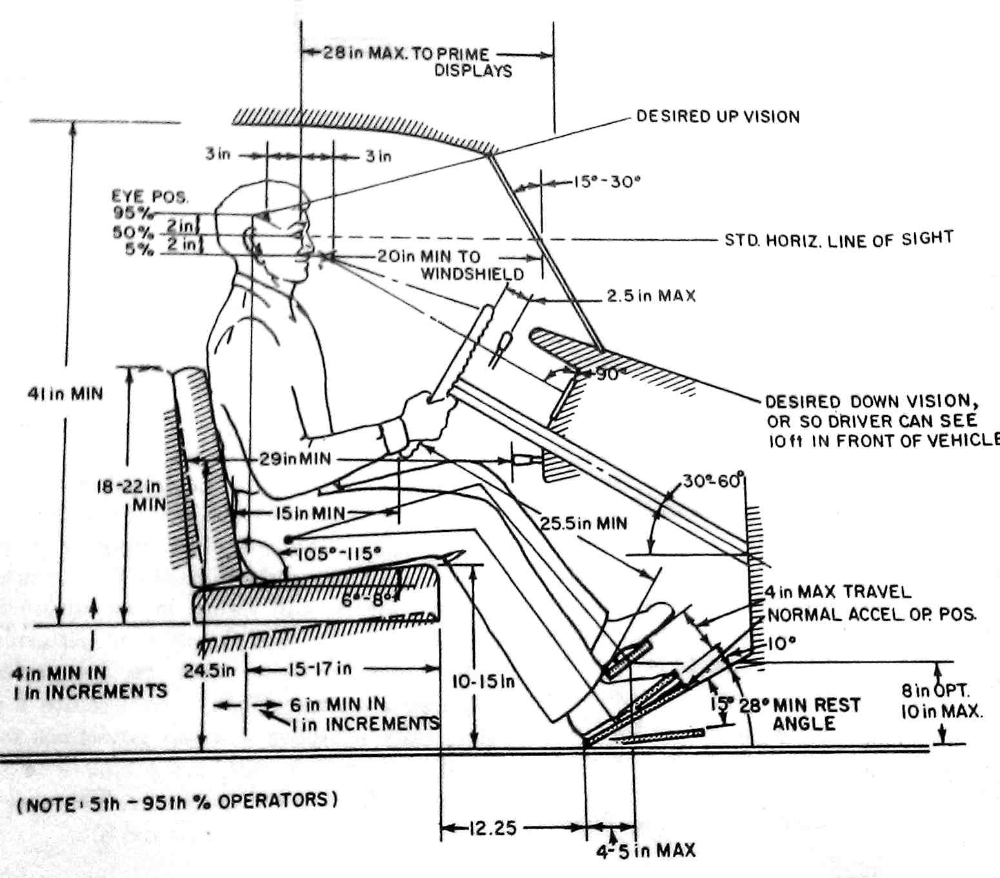 28 in MAX. TO PRIME
DISPLAYS
DESIRED UP VISION
3 in
3 in
15°-30°
EYE POS.
95%
2 in
50%
2 in
5%
STD. HORIZ. LINE OF SIGHT
20 in MIN TO
WINDSHIELD
2.5 in MAX
90°
41 in MIN
DESIRED DOWN VISION,
OR SO DRIVER CAN SEE
10 ft IN FRONT OF VEHICLE
29 in MIN
18-22 in
MIN
30°-60°
15 in MIN
25.5 in MIN
105°-115°
6°-8°
4 in MAX TRAVEL
NORMAL ACCEL OP. POS.
10°
4 in MIN IN
1 In INCREMENTS
24.5 in
15-17 in
10-15 In
6 in MIN IN
1 in INCREMENTS
15°
28° MIN REST
ANGLE
8 in OPT.
10 in MAX.
(NOTE: 5th - 95th % OPERATORS)
12.25
4-5 in MAX